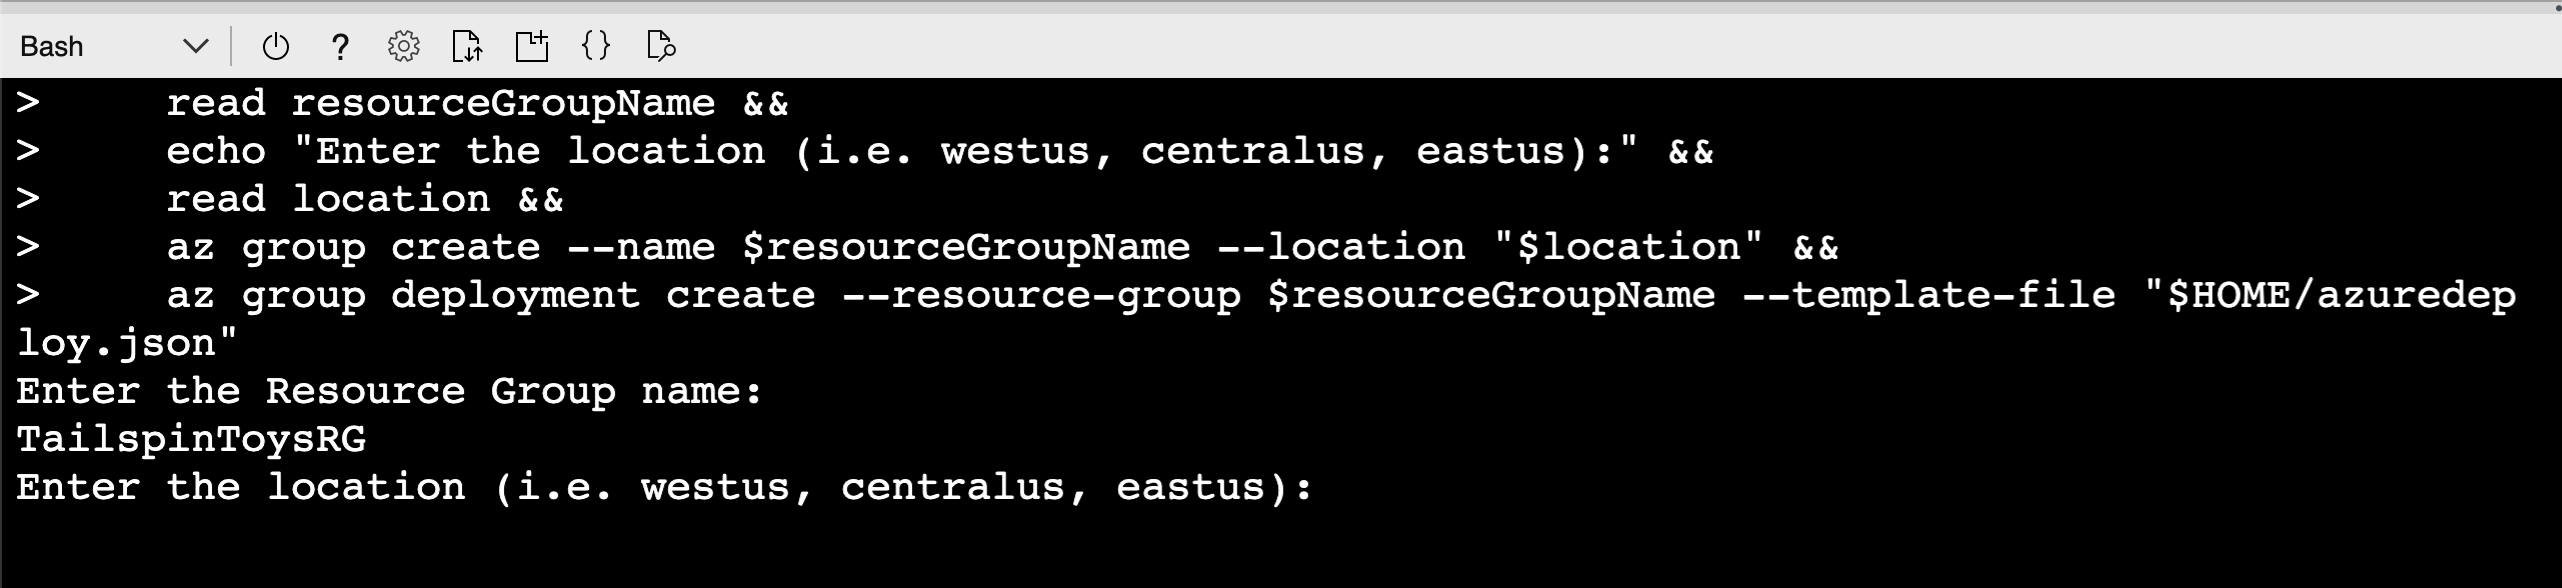 Bash
?
{}
>     read resourceGroupName &&
>     echo "Enter the location (i.e. westus, centralus, eastus):" &&
>     read location &&
>     az group create --name $resourceGroupName --location "$location" &&
>     az group deployment create --resource-group $resourceGroupName --template-file "$HOME/azuredep
loy.json"
Enter the Resource Group name:
TailspinToysRG
Enter the location (i.e. westus, centralus, eastus):